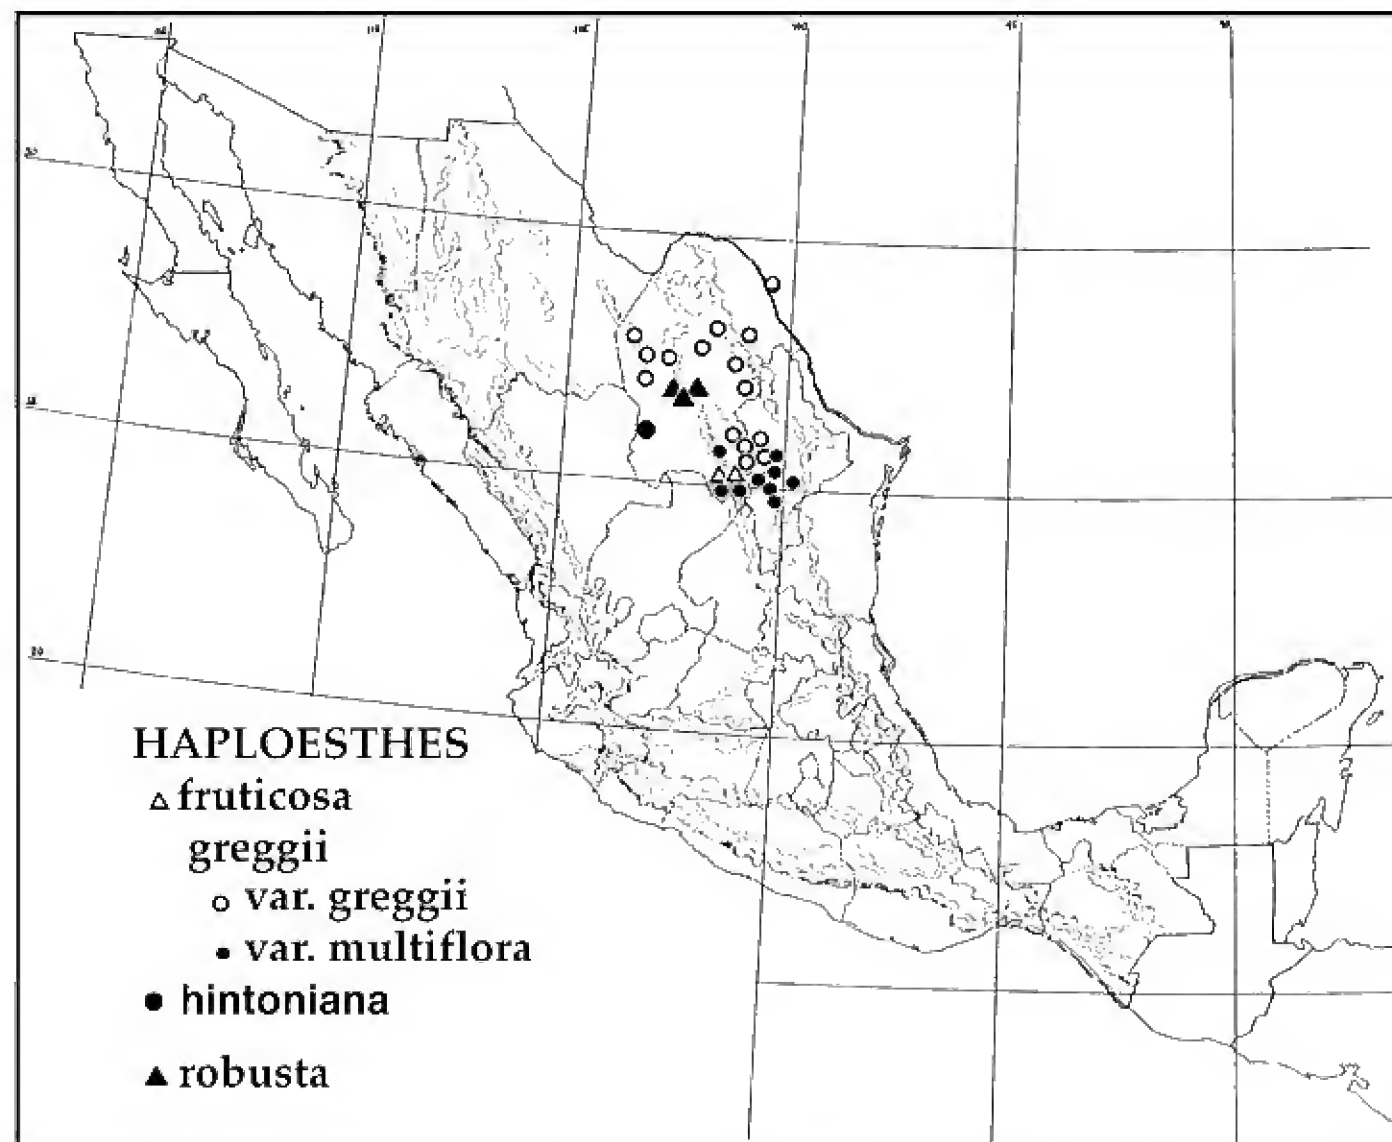 HAPLOESTHES
△ fruticosa
greggii
○ var. greggii
• var. multiflora
● hintoniana
▲ robusta